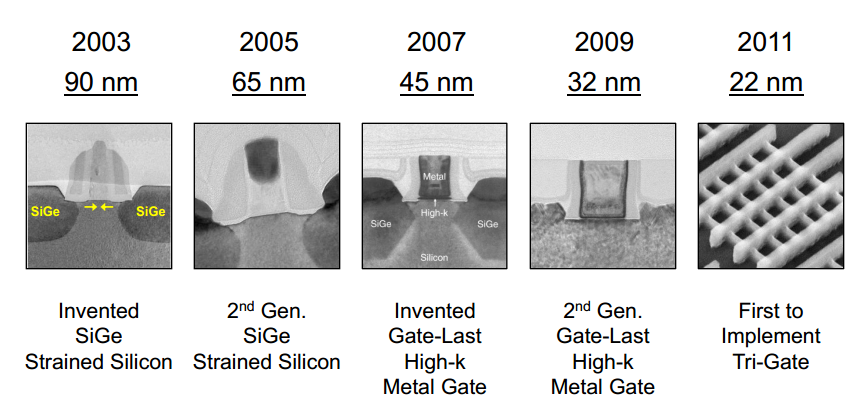 2003
90 nm
2005
65 nm
2007
45 nm
2009
32 nm
2011
22 nm
SiGe
SiGe
Metal
High-k
SiGe
SiGe
Silicon
Invented
SiGe
Strained Silicon
2nd Gen.
SiGe
Strained Silicon
Invented
Gate-Last
High-k
Metal Gate
2nd Gen.
Gate-Last
High-k
Metal Gate
First to
Implement
Tri-Gate